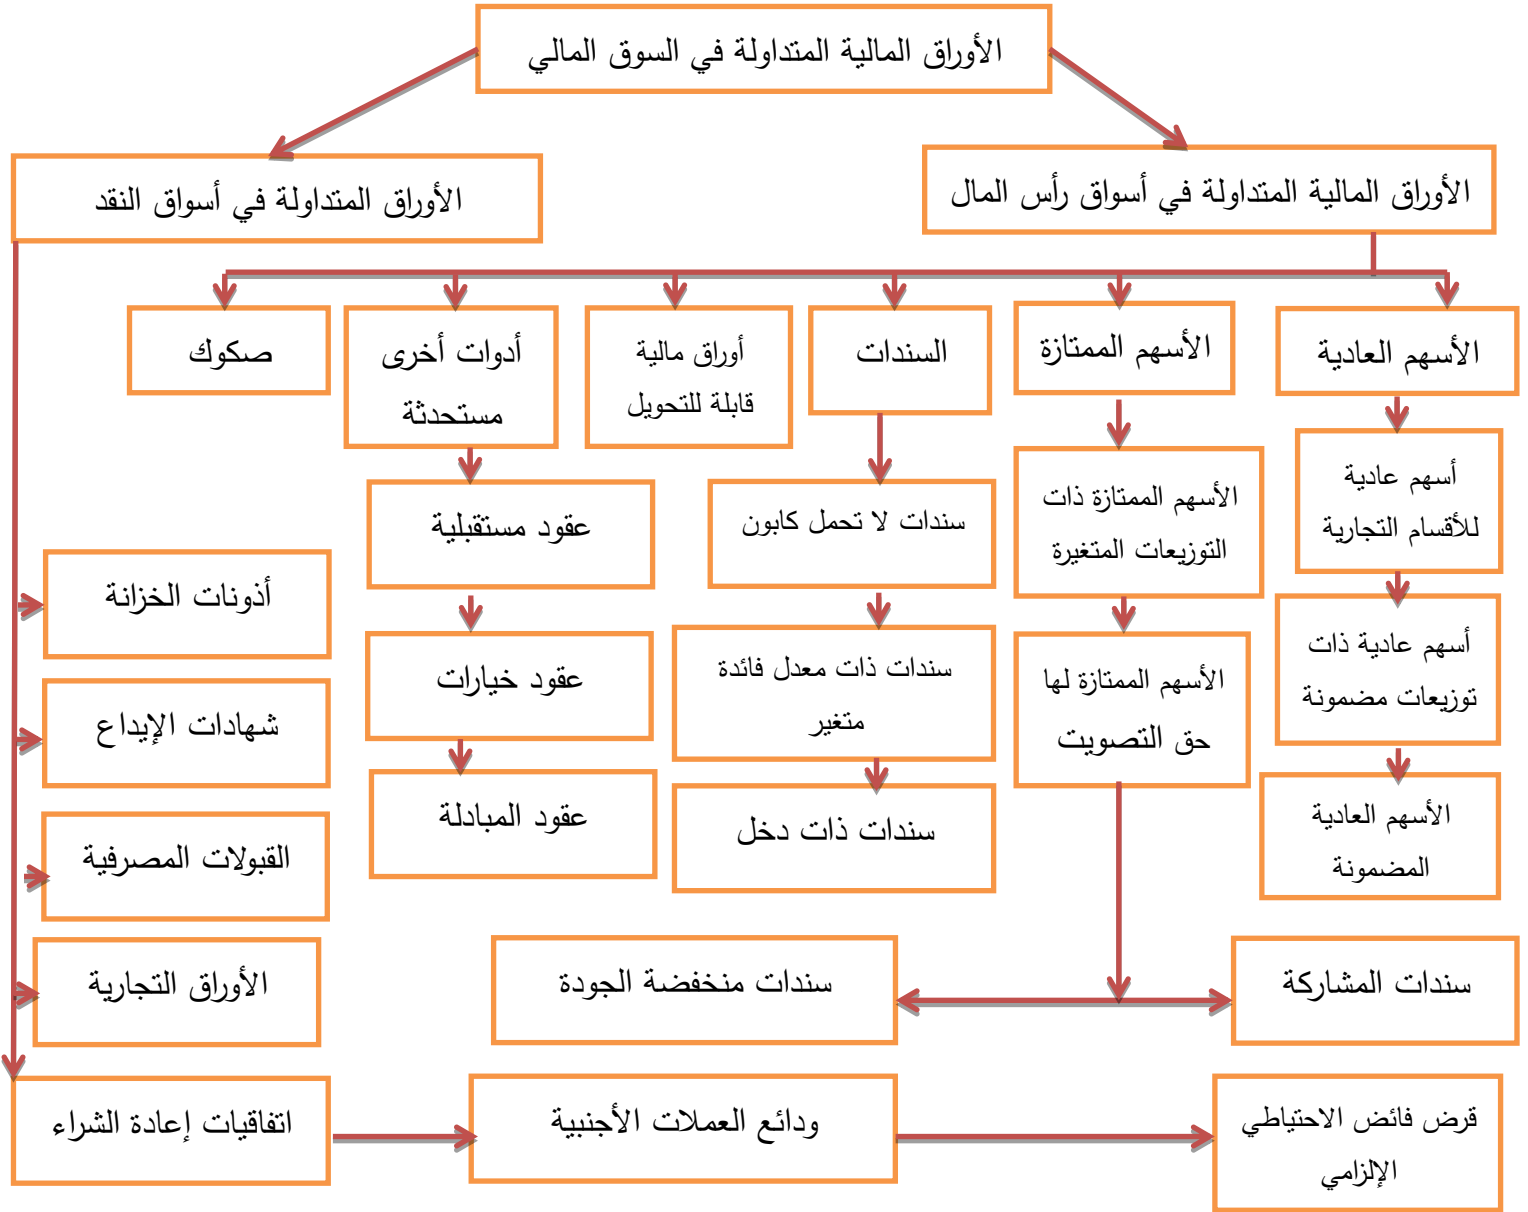 الأوراق المالية المتداولة في السوق المالي
الأوراق المالية المتداولة في أسواق رأس المال
الأوراق المتداولة في أسواق النقد
الأسهم العادية
الأسهم الممتازة
السندات
أوراق مالية
قابلة للتحويل
أدوات أخرى
مستحدثة
صكوك
أسهم عادية
للأقسام التجارية
أسهم عادية ذات
توزيعات مضمونة
الأسهم العادية
المضمونة
الأسهم الممتازة ذات
التوزيعات المتغيرة
الأسهم الممتازة لها
حق التصويت
سندات لا تحمل كابون
سندات ذات معدل فائدة
متغير
سندات ذات دخل
عقود مستقبلية
عقود خيارات
عقود المبادلة
أذونات الخزانة
شهادات الإيداع
القبولات المصرفية
الأوراق التجارية
سندات المشاركة
سندات منخفضة الجودة
اتفاقيات إعادة الشراء
ودائع العملات الأجنبية
قرض فائض الاحتياطي
الإلزامي